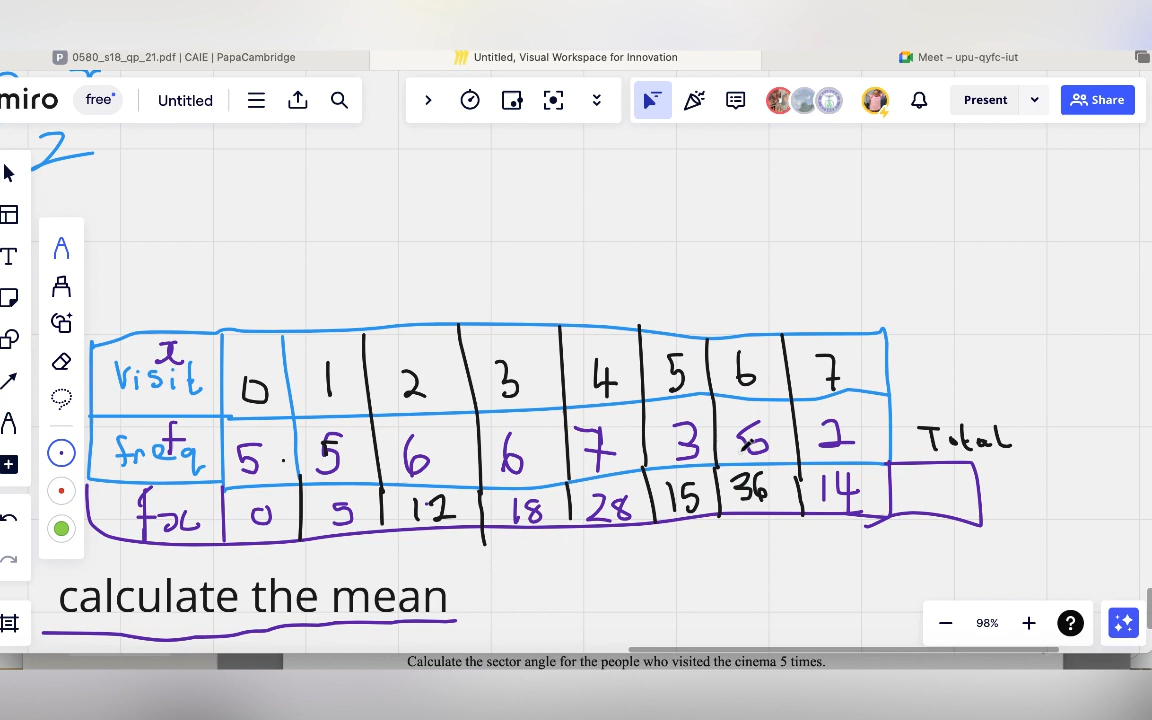 0580_s18_qp_21.pdf | CAIE | PapaCambridge
Untitled, Visual Workspace for Innovation
Meet – upu-qyfc-iut
miro free Untitled
Present
Share
2
x
Visit 0 1 2 3 4 5 6 7
f
freq 5 5 6 6 7 3 6 2 Total
fx 0 5 12 18 28 15 36 14
calculate the mean
98%
Calculate the sector angle for the people who visited the cinema 5 times.